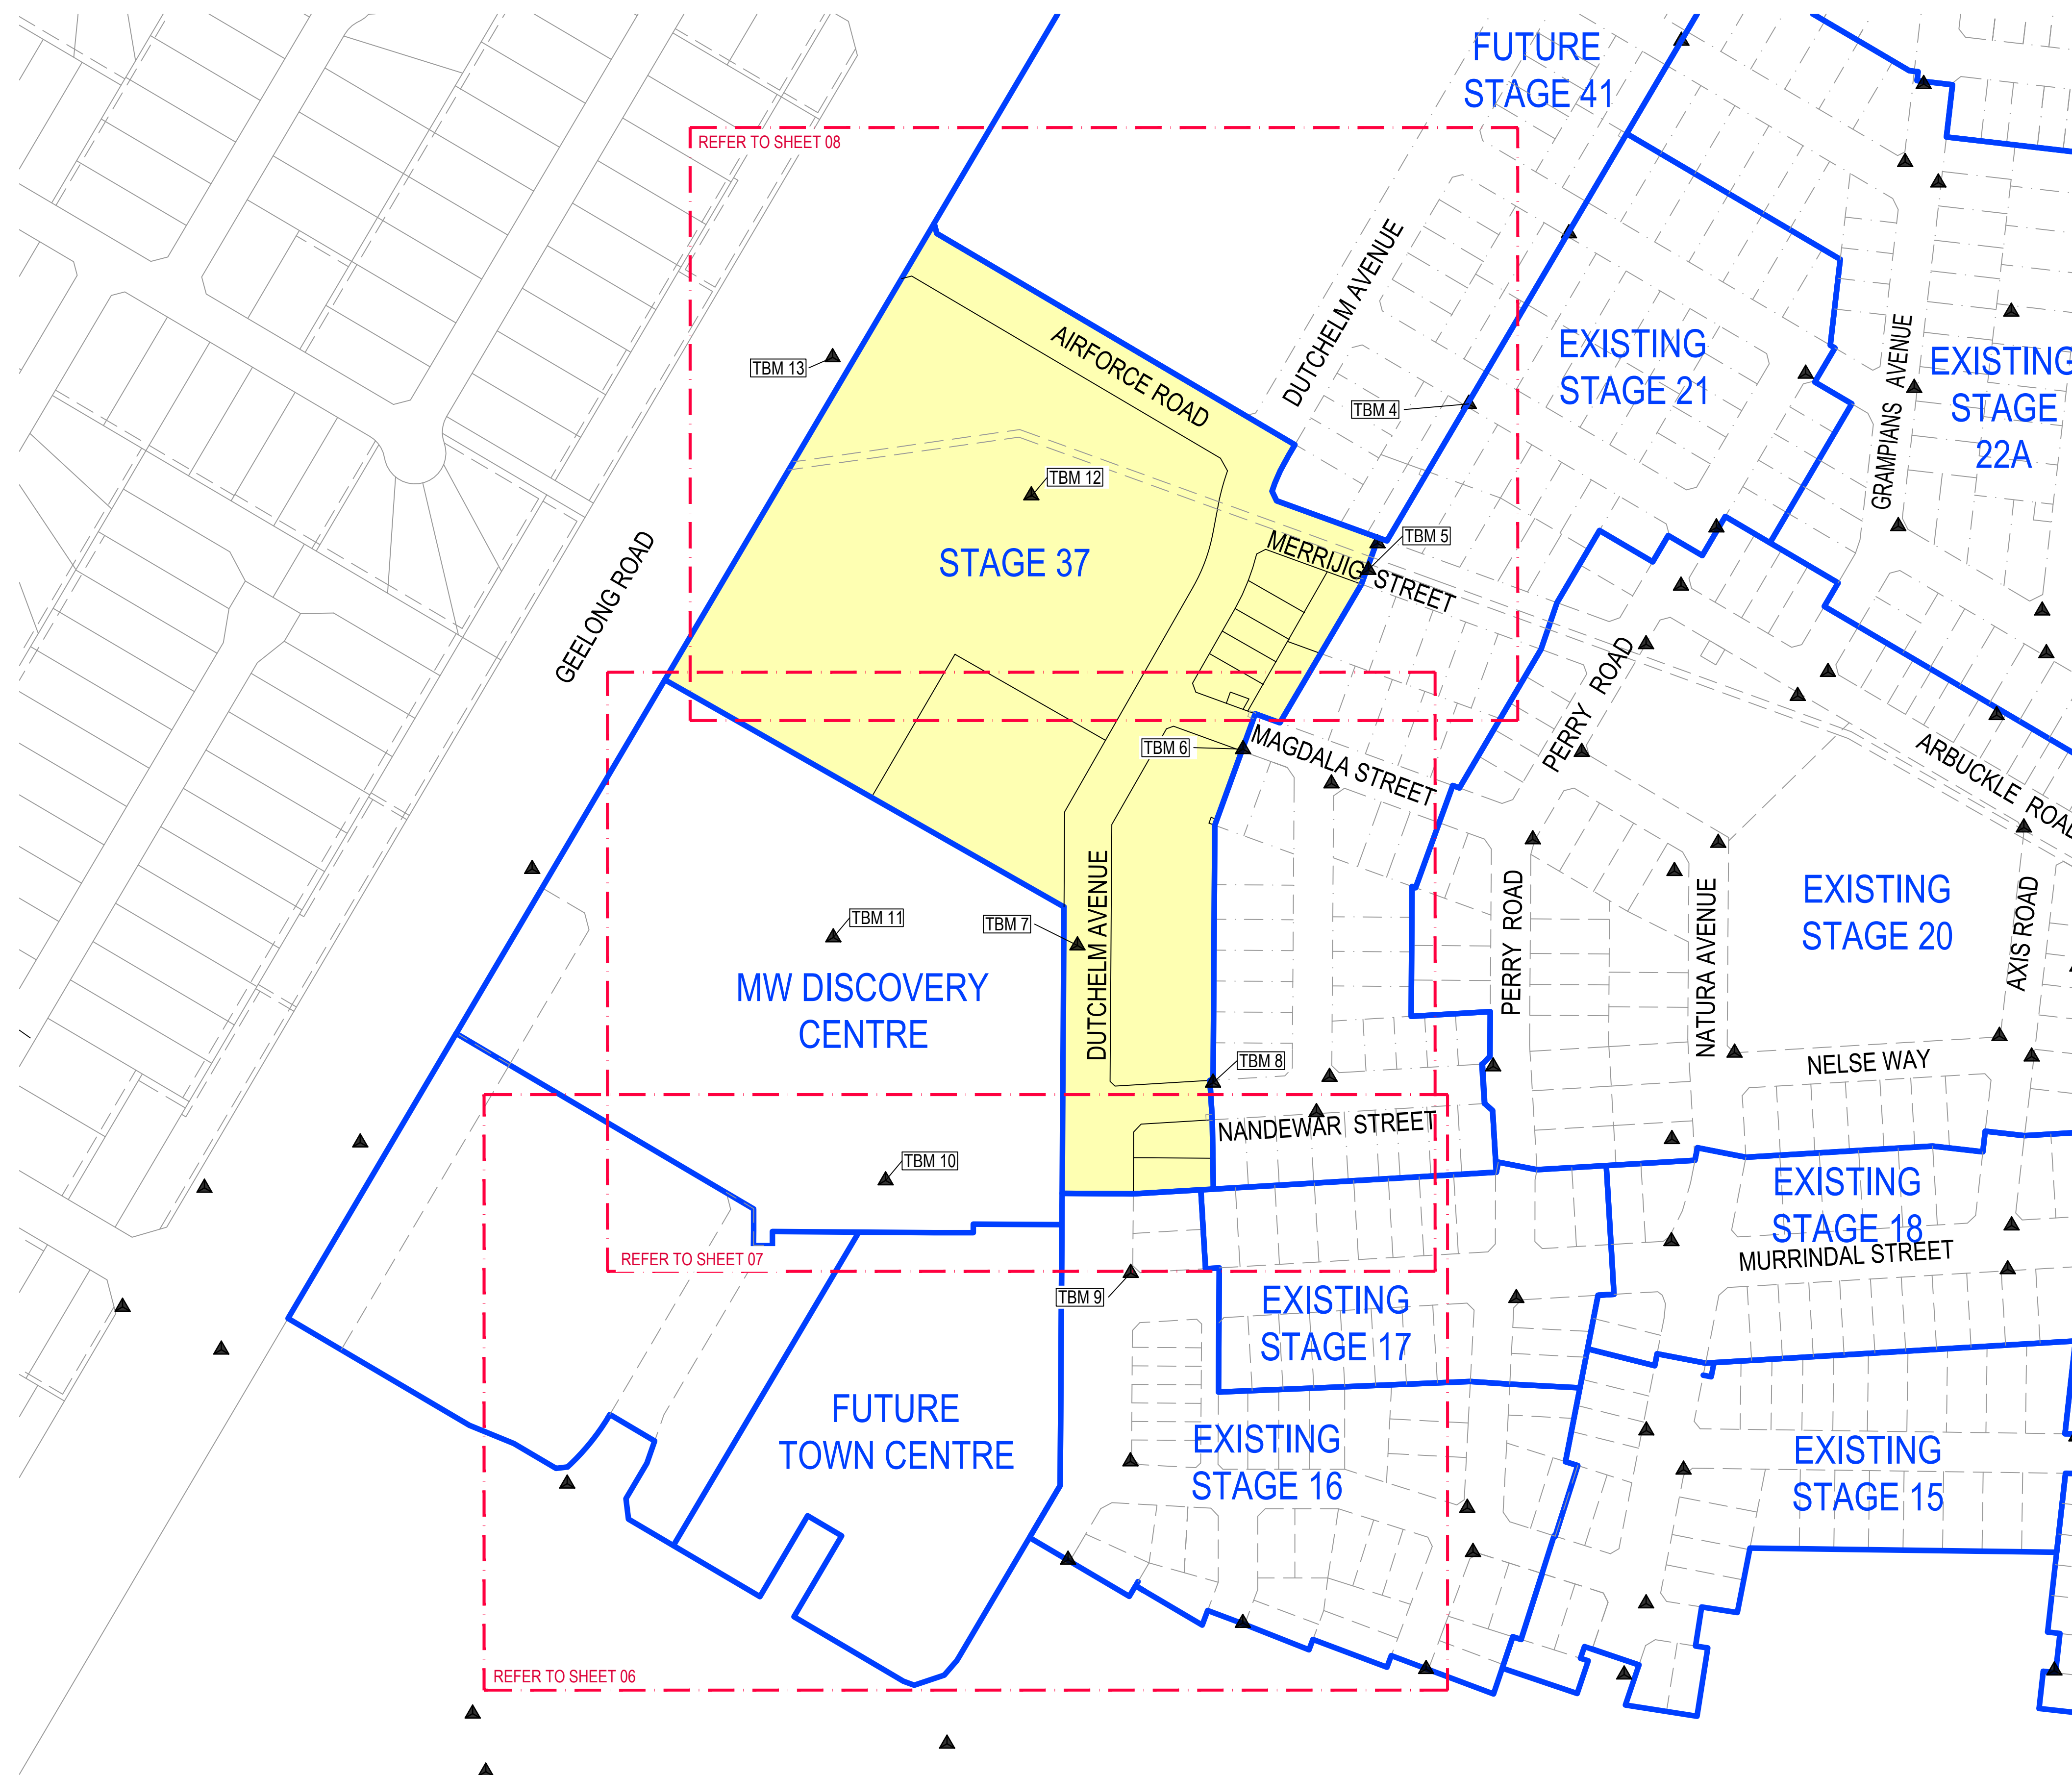 FUTURE
STAGE 41
REFER TO SHEET 08
DUTCHELM AVENUE
AIRFORCE ROAD
TBM 13
TBM 4
EXISTING
STAGE 21
GRAMPIANS AVENUE
EXISTING
STAGE
22A
TBM 12
TBM 5
STAGE 37
MERRIJIG STREET
GEELONG ROAD
PERRY ROAD
TBM 6
MAGDALA STREET
ARBUCKLE ROAD
TBM 11
TBM 7
DUTCHELM AVENUE
PERRY ROAD
NATURA AVENUE
EXISTING
STAGE 20
AXIS ROAD
MW DISCOVERY
CENTRE
TBM 8
NELSE WAY
NANDEWAR STREET
TBM 10
EXISTING
STAGE 18
MURRINDAL STREET
REFER TO SHEET 07
TBM 9
EXISTING
STAGE 17
FUTURE
TOWN CENTRE
EXISTING
STAGE 16
EXISTING
STAGE 15
REFER TO SHEET 06